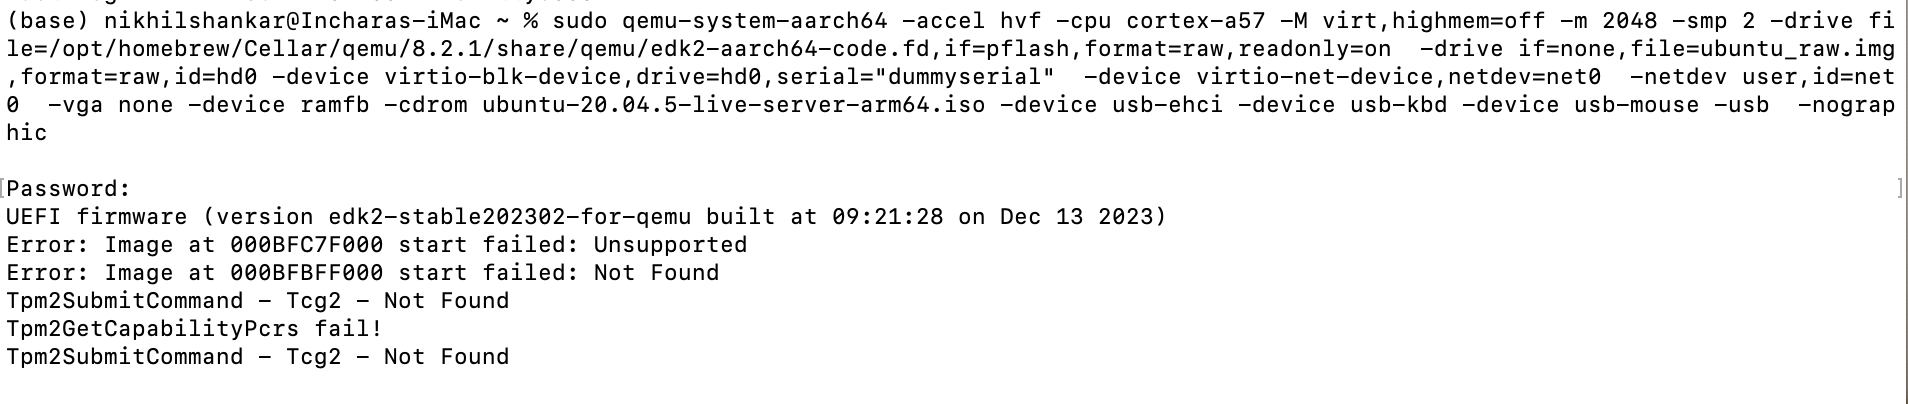 (base) nikhilshankar@Incharas-iMac ~ % sudo qemu-system-aarch64 -accel hvf -cpu cortex-a57 -M virt,highmem=off -m 2048 -smp 2 -drive fi
le=/opt/homebrew/Cellar/qemu/8.2.1/share/qemu/edk2-aarch64-code.fd,if=pflash,format=raw,readonly=on  -drive if=none,file=ubuntu_raw.img
,format=raw,id=hd0 -device virtio-blk-device,drive=hd0,serial="dummyserial"  -device virtio-net-device,netdev=net0  -netdev user,id=net
0  -vga none -device ramfb -cdrom ubuntu-20.04.5-live-server-arm64.iso -device usb-ehci -device usb-kbd -device usb-mouse -usb  -nograp
hic
[Password: ]
UEFI firmware (version edk2-stable202302-for-qemu built at 09:21:28 on Dec 13 2023)
Error: Image at 000BFC7F000 start failed: Unsupported
Error: Image at 000BFBFF000 start failed: Not Found
Tpm2SubmitCommand - Tcg2 - Not Found
Tpm2GetCapabilityPcrs fail!
Tpm2SubmitCommand - Tcg2 - Not Found